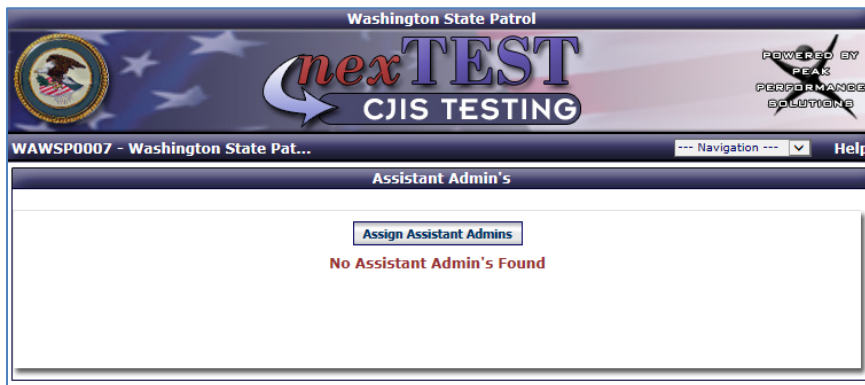 Washington State Patrol
nexTEST
CJIS TESTING
POWERED BY
PEAK
PERFORMANCE
SOLUTIONS
WAWSP0007 - Washington State Pat...
--- Navigation ---
Help
Assistant Admin's
Assign Assistant Admins
No Assistant Admin's Found